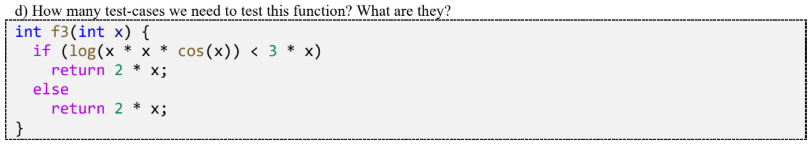 d) How many test-cases we need to test this function? What are they?
int f3(int x) {
  if (log(x * x * cos(x)) < 3 * x)
    return 2 * x;
  else
    return 2 * x;
}